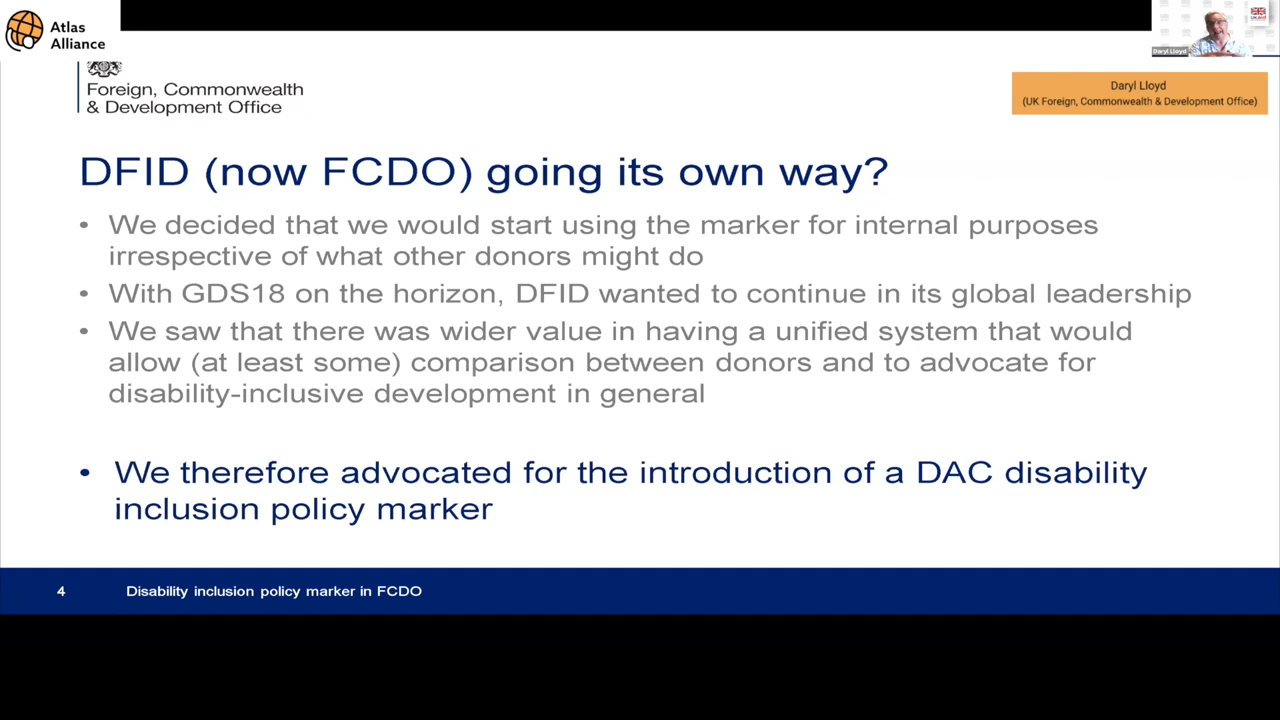 Atlas
Alliance
Daryl Lloyd
Foreign, Commonwealth
& Development Office
Daryl Lloyd
(UK Foreign, Commonwealth & Development Office)
DFID (now FCDO) going its own way?
• We decided that we would start using the marker for internal purposes
irrespective of what other donors might do
• With GDS18 on the horizon, DFID wanted to continue in its global leadership
• We saw that there was wider value in having a unified system that would
allow (at least some) comparison between donors and to advocate for
disability-inclusive development in general
• We therefore advocated for the introduction of a DAC disability
inclusion policy marker
4 Disability inclusion policy marker in FCDO